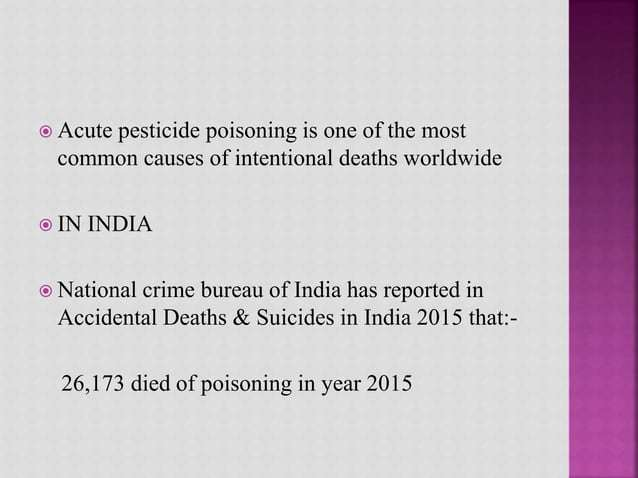 Acute pesticide poisoning is one of the most
common causes of intentional deaths worldwide
IN INDIA
National crime bureau of India has reported in
Accidental Deaths & Suicides in India 2015 that:-
26,173 died of poisoning in year 2015